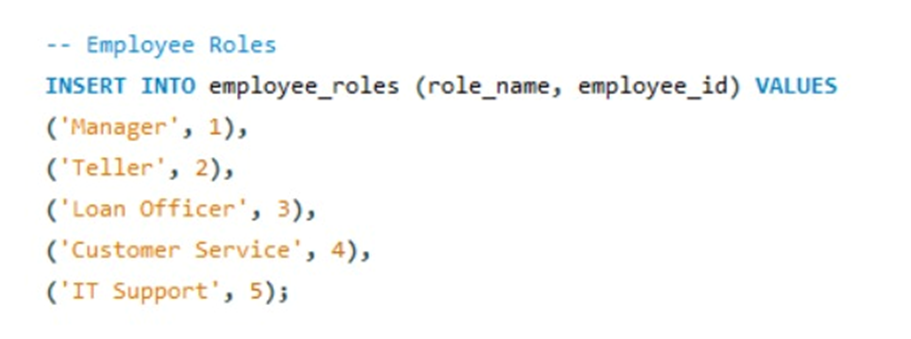 -- Employee Roles
INSERT INTO employee_roles (role_name, employee_id) VALUES
('Manager', 1),
('Teller', 2),
('Loan Officer', 3),
('Customer Service', 4),
('IT Support', 5);